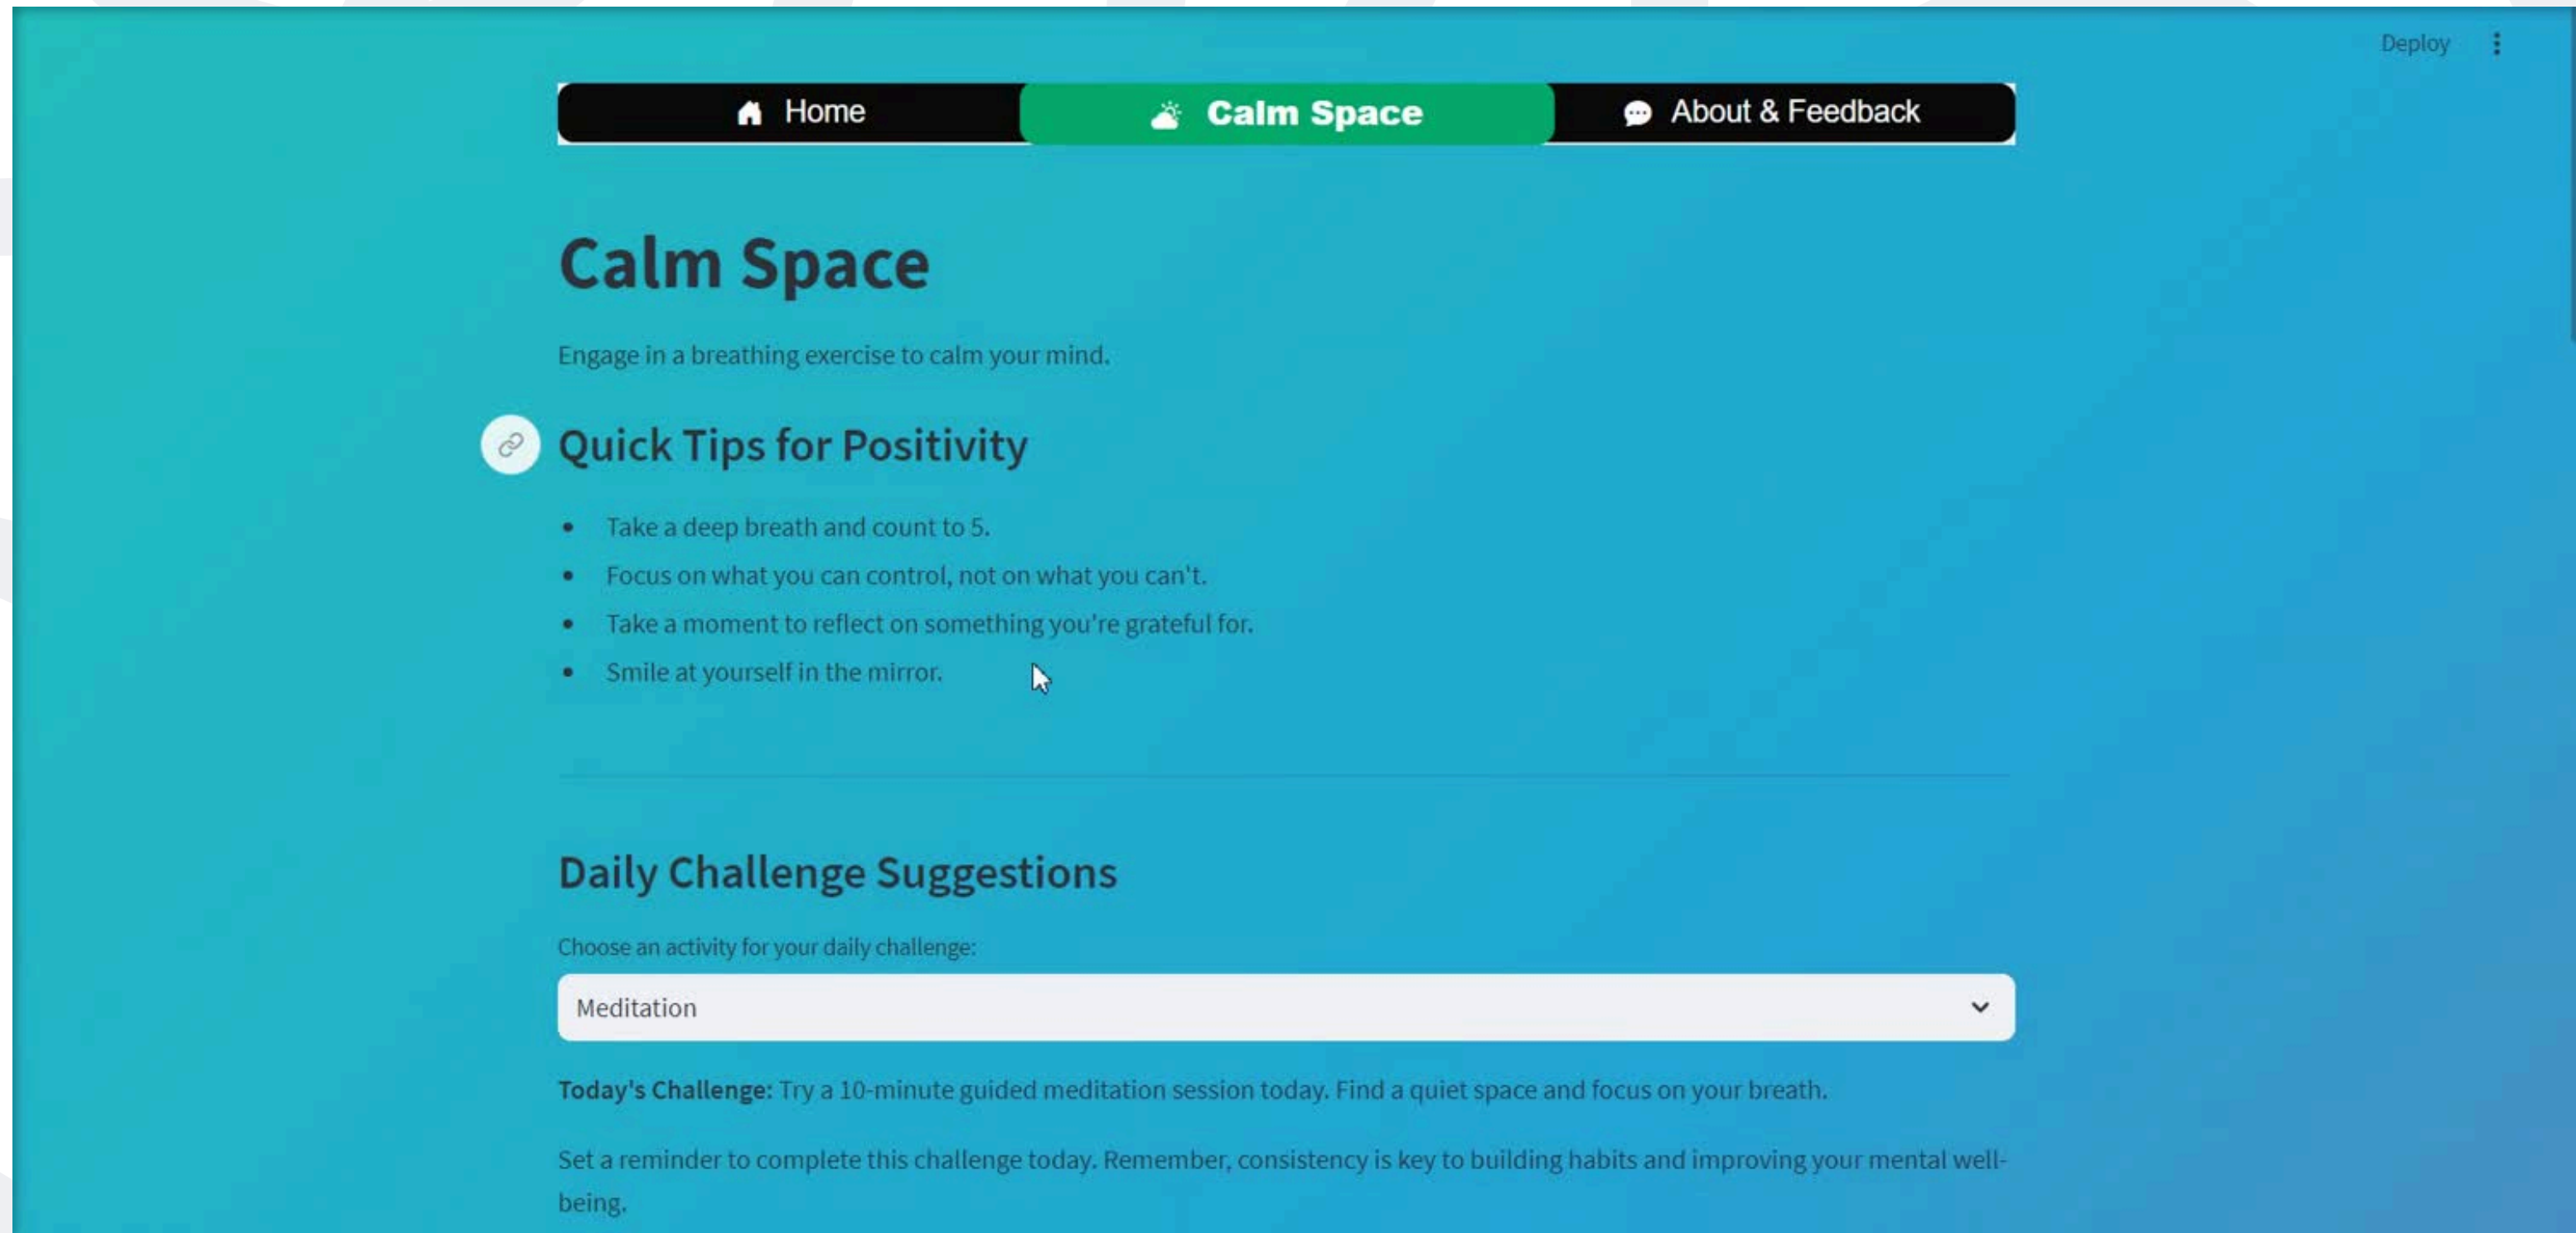 Deploy
Home
Calm Space
About & Feedback
Calm Space
Engage in a breathing exercise to calm your mind.
Quick Tips for Positivity
• Take a deep breath and count to 5.
• Focus on what you can control, not on what you can't.
• Take a moment to reflect on something you're grateful for.
• Smile at yourself in the mirror.
Daily Challenge Suggestions
Choose an activity for your daily challenge:
Meditation
Today's Challenge: Try a 10-minute guided meditation session today. Find a quiet space and focus on your breath.
Set a reminder to complete this challenge today. Remember, consistency is key to building habits and improving your mental well-
being.